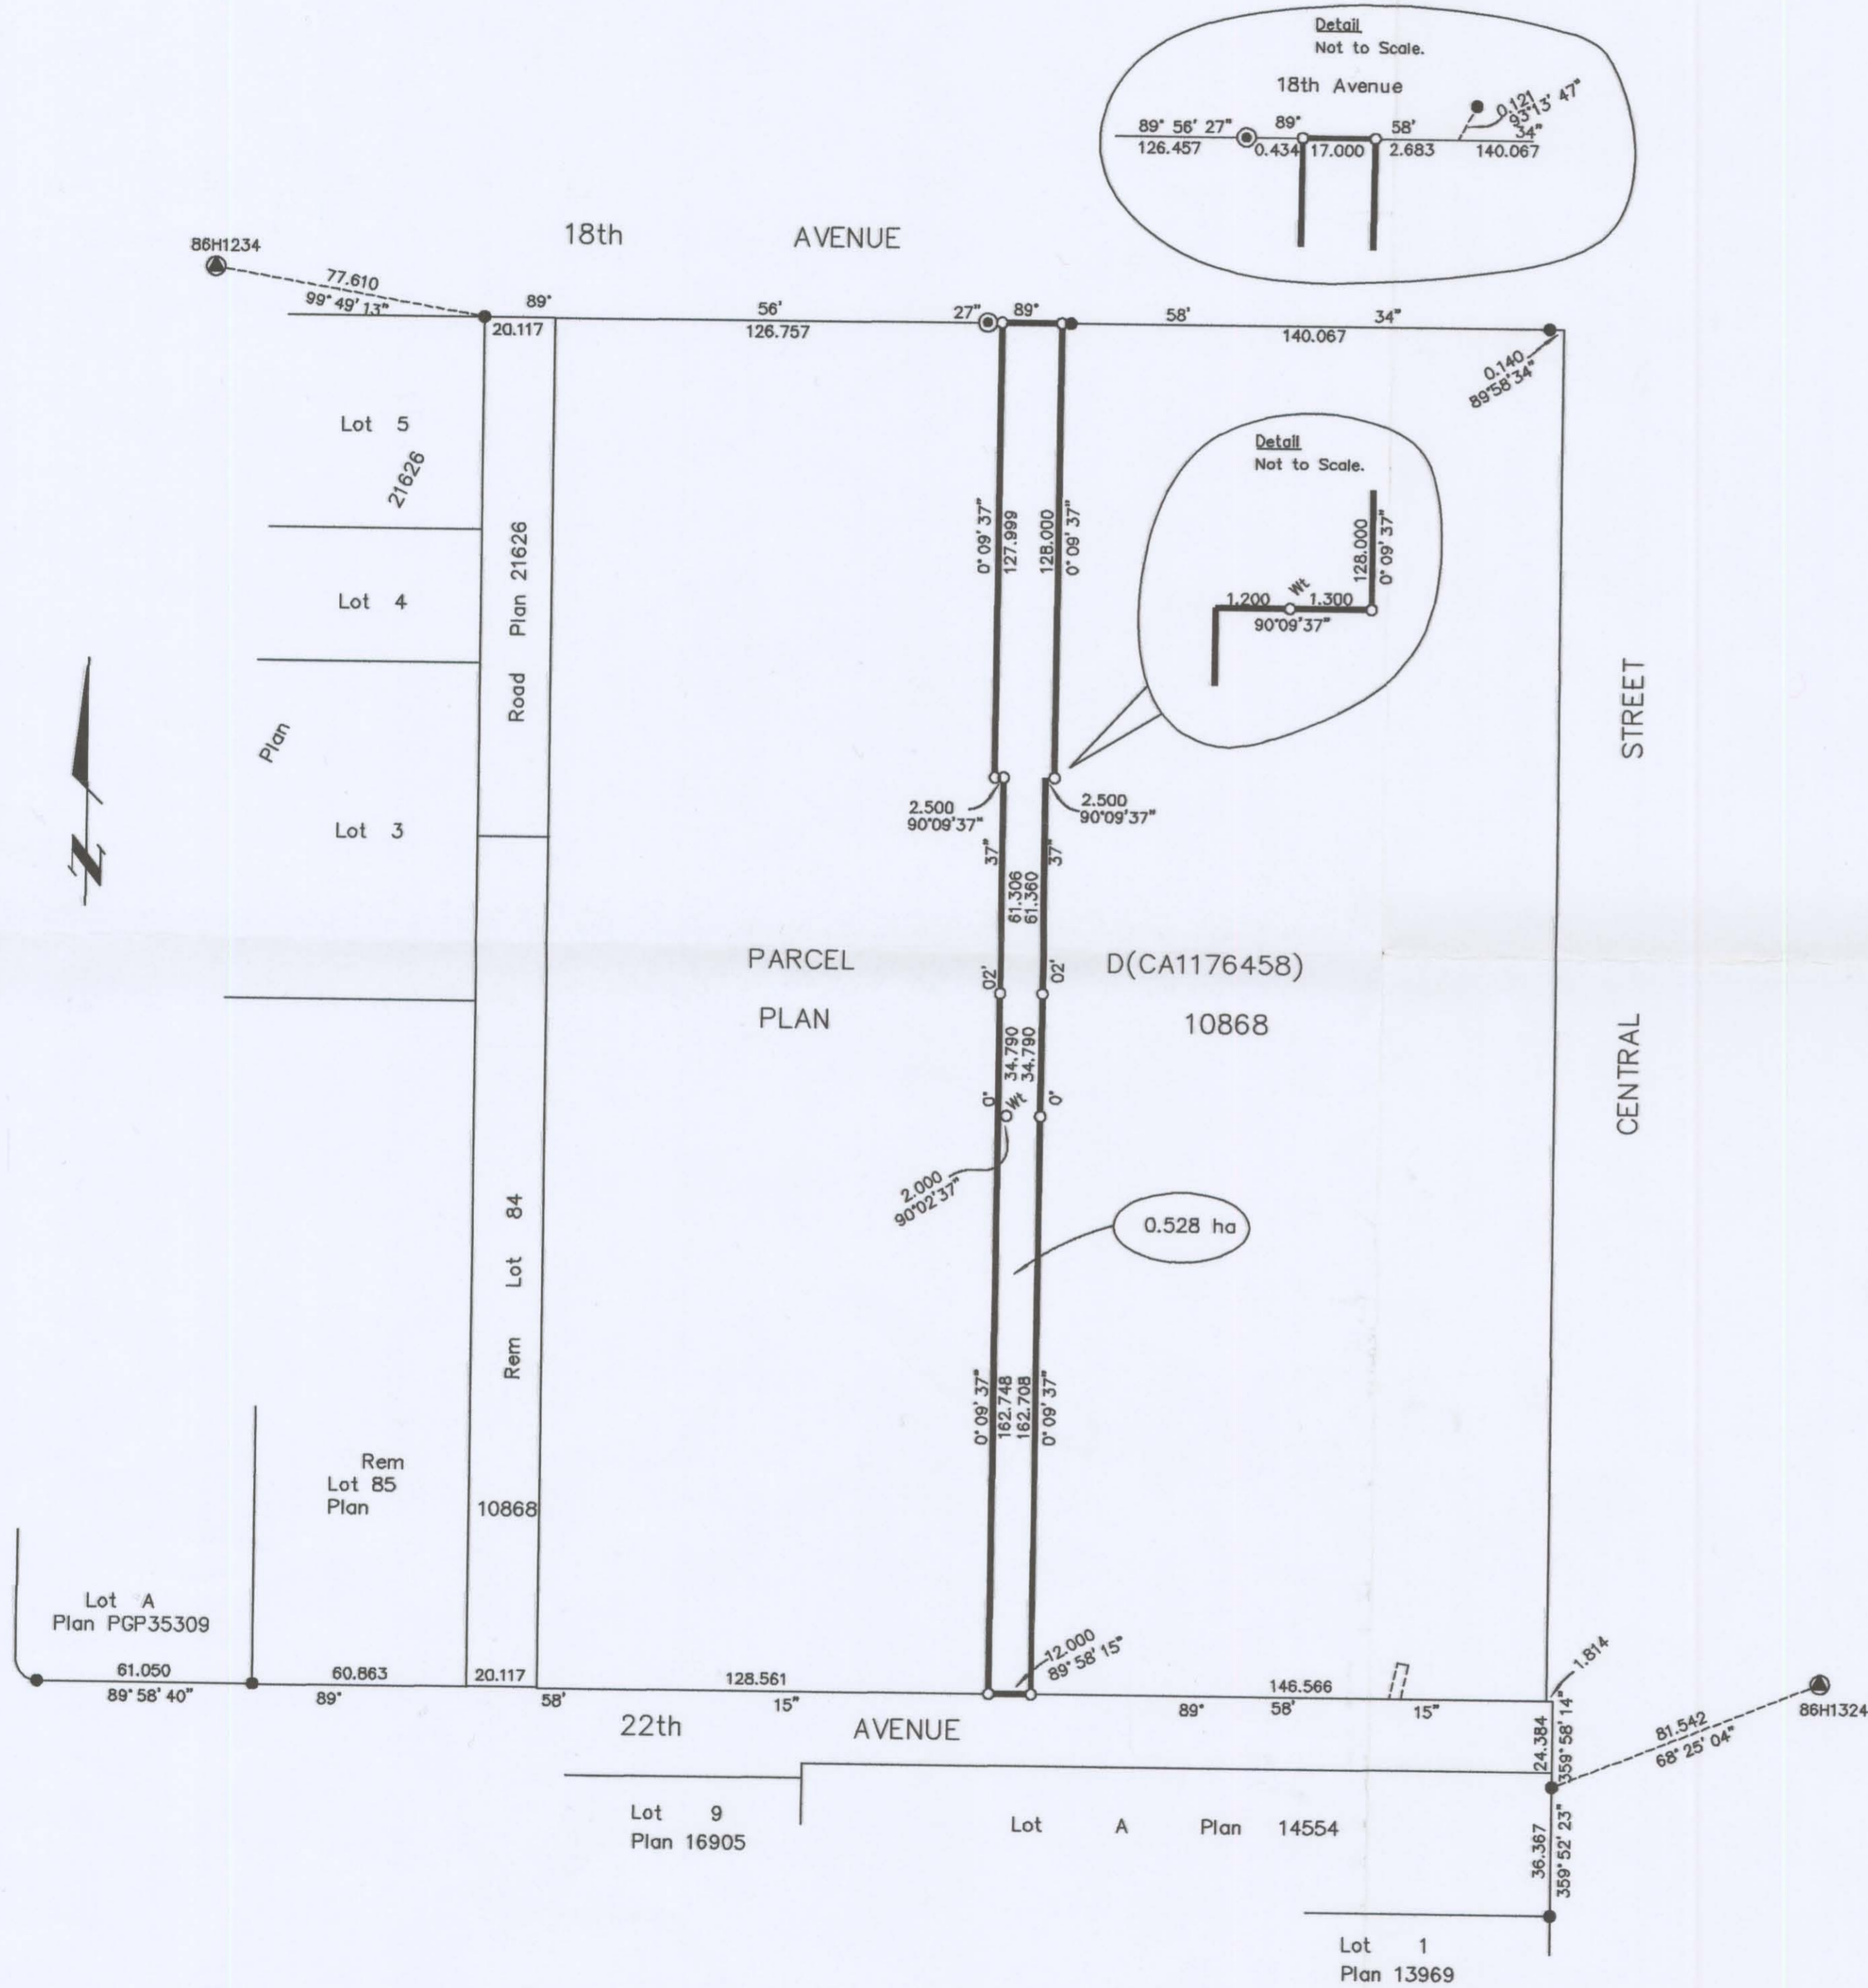 Detail
Not to Scale.
18th Avenue
89° 56' 27" 89° 58' 34"
126.457 0.434 17.000 2.683 140.067
0.121
93°13' 47"
18th AVENUE
86H1234
77.610
99° 49' 13"
89° 56' 27" 89° 58' 34"
20.117 126.757 140.067
0.140
89°58'34"
Lot 5
21626
Lot 4
Plan
Lot 3
Road Plan 21626
0° 09' 37"
127.999
128.000
0° 09' 37"
Detail
Not to Scale.
128.000
0° 09' 37"
Wt
1.200 1.300
90°09'37"
2.500
90°09'37"
2.500
90°09'37"
0° 02' 37"
61.306
61.360
0° 02' 37"
PARCEL D(CA1176458)
PLAN 10868
34.790
34.790
Wt
2.000
90°02'37"
0.528 ha
STREET
CENTRAL
N
Rem Lot 84
10868
0° 09' 37"
162.748
162.708
0° 09' 37"
Rem
Lot 85
Plan
Lot A
Plan PGP35309
61.050 60.863 20.117 128.561 146.566
89° 58' 40" 89° 58' 15" 89° 58' 15"
12.000
89° 58' 15"
1.814
22th AVENUE
86H1324
81.542
68° 25' 04"
24.384
359° 58' 14"
36.367
359° 52' 23"
Lot 9
Plan 16905
Lot A Plan 14554
Lot 1
Plan 13969